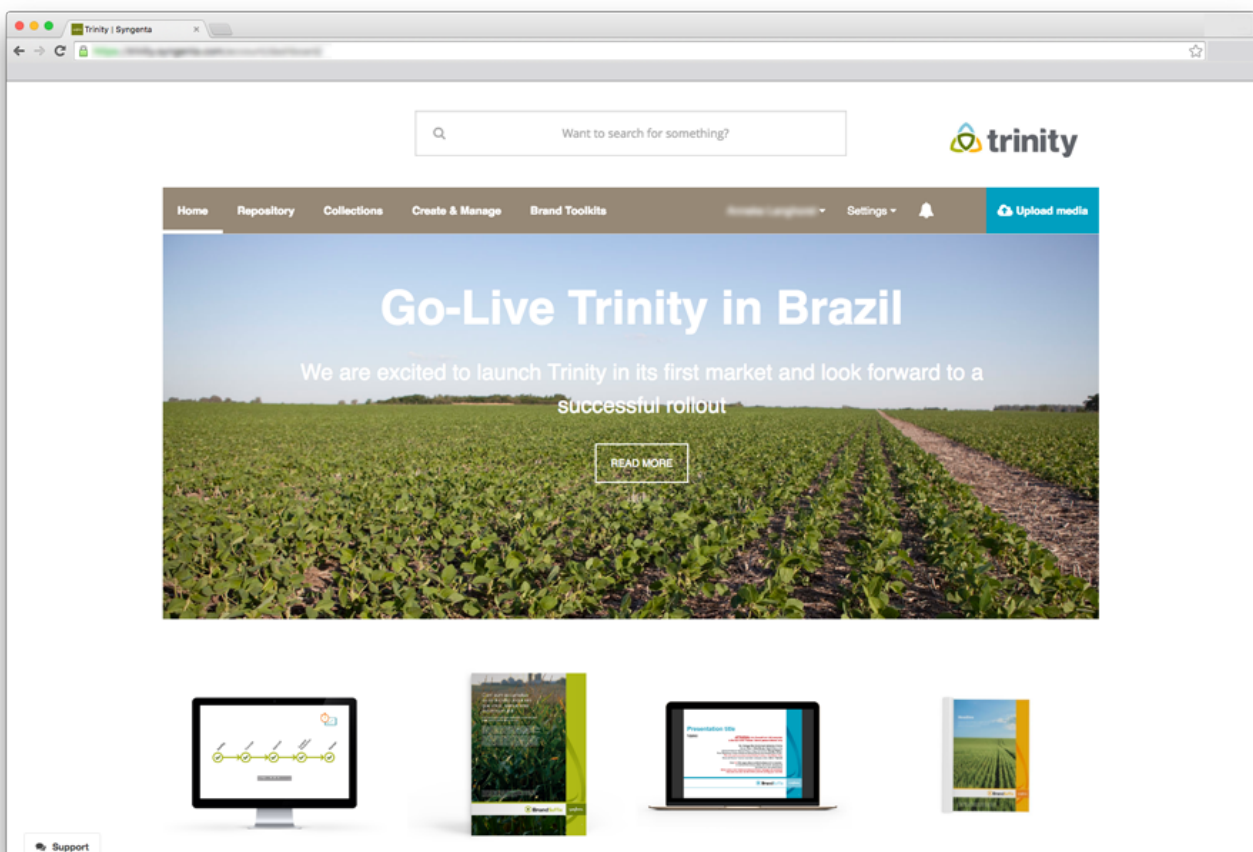 Trinity | Syngenta
Want to search for something?
trinity
Home Repository Collections Create & Manage Brand Toolkits Settings Upload media
Go-Live Trinity in Brazil
We are excited to launch Trinity in its first market and look forward to a
successful rollout
READ MORE
Presentation title
BrandSuite
Support